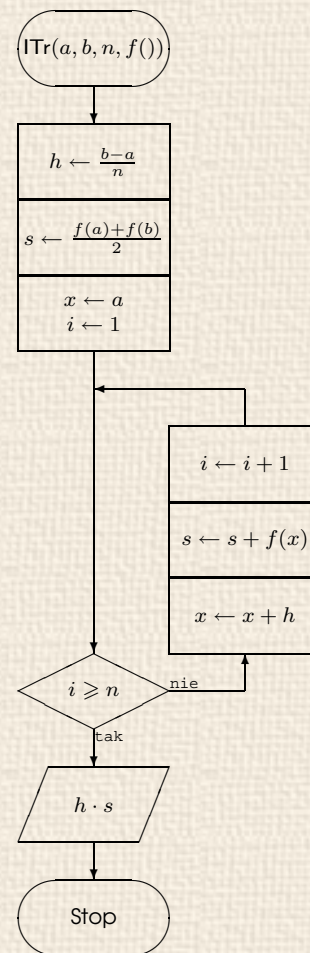 ITr(a, b, n, f())
h ← b−a/n
s ← f(a)+f(b)/2
x ← a
i ← 1
i ← i + 1
s ← s + f(x)
x ← x + h
i ⩾ n
nie
tak
h · s
Stop